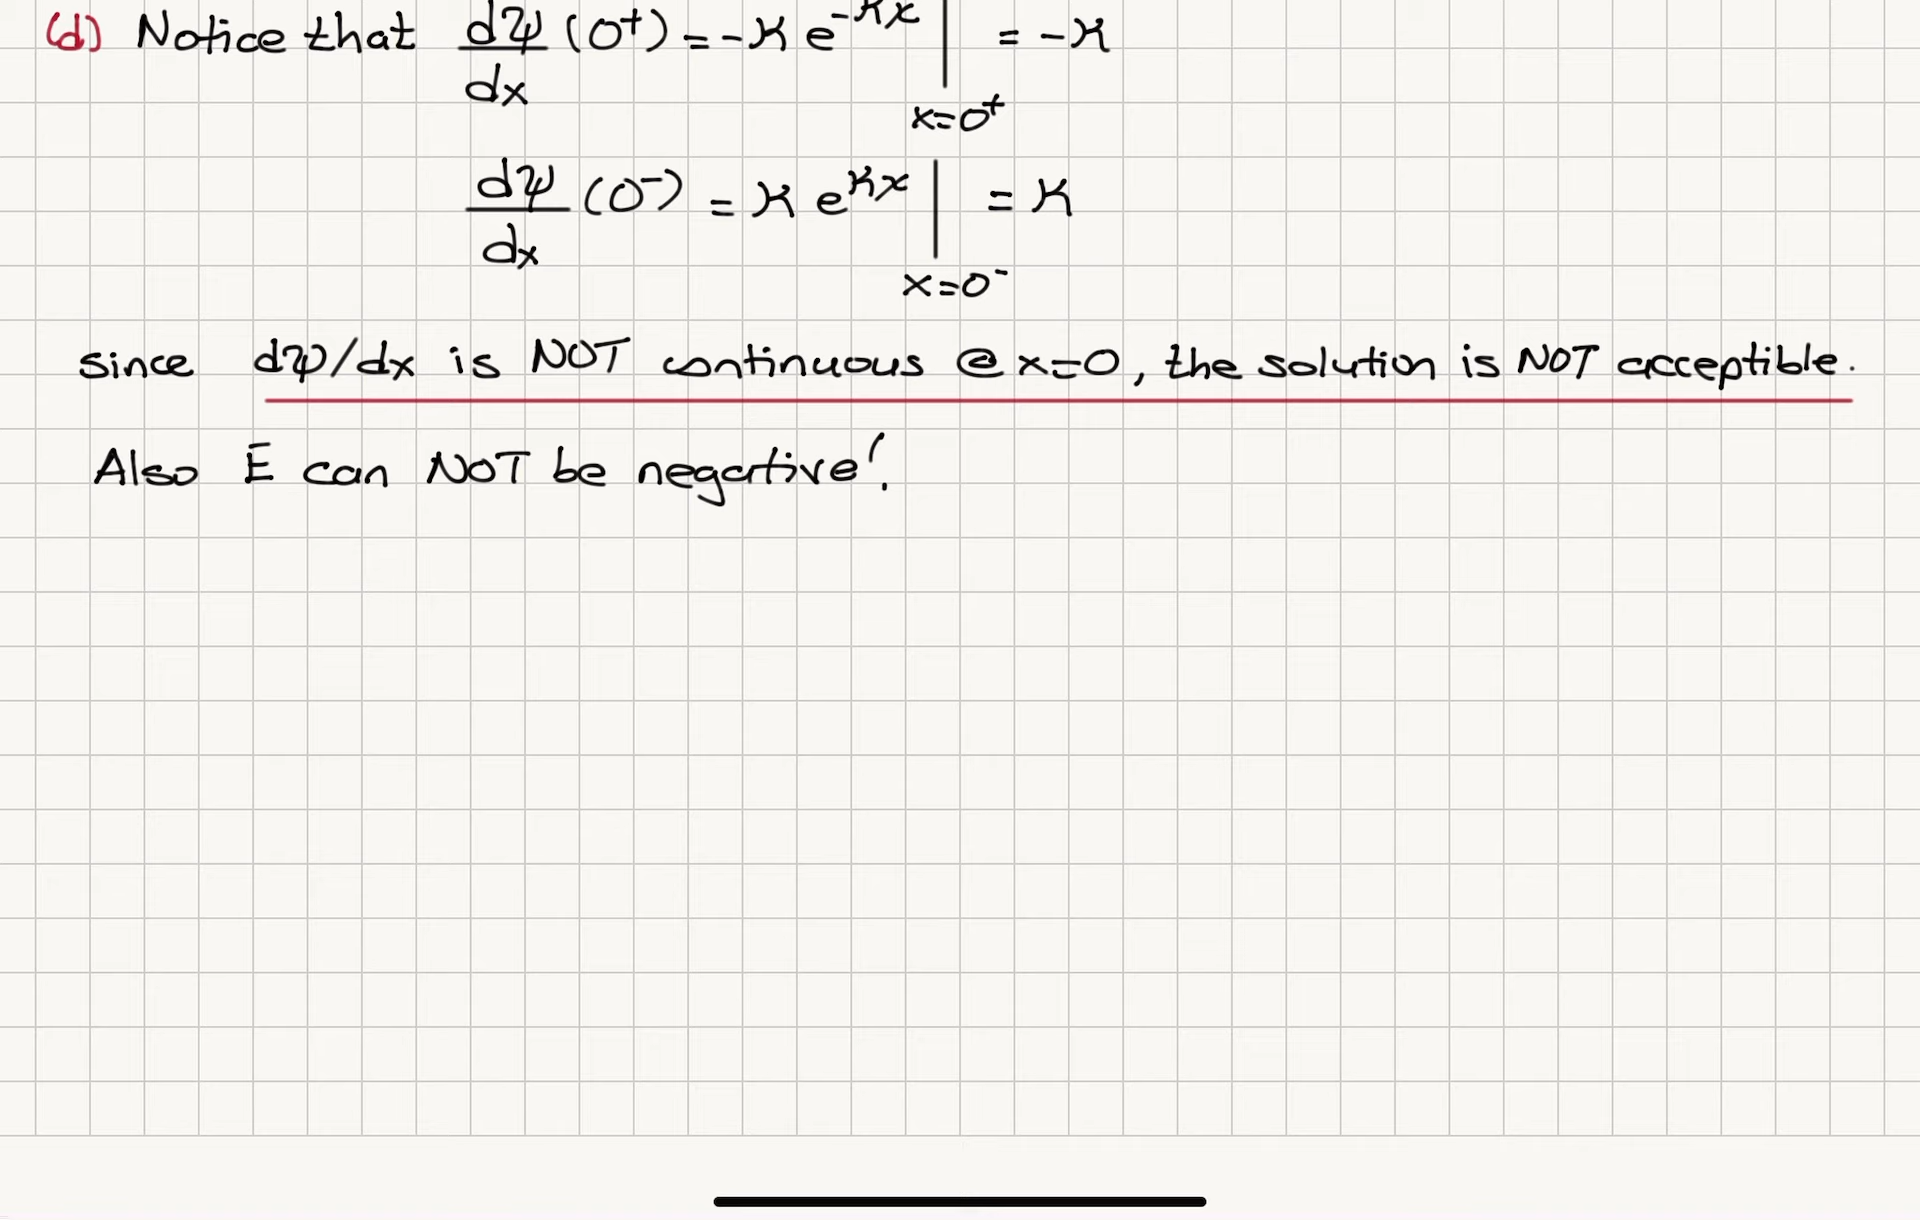 (d) Notice that dψ/dx (0⁺) = -κ e^{-κx} | x=0⁺ = -κ
dψ/dx (0⁻) = κ e^{κx} | x=0⁻ = κ
since dψ/dx is NOT continuous @ x=0, the solution is NOT acceptible.
Also E can NOT be negative!